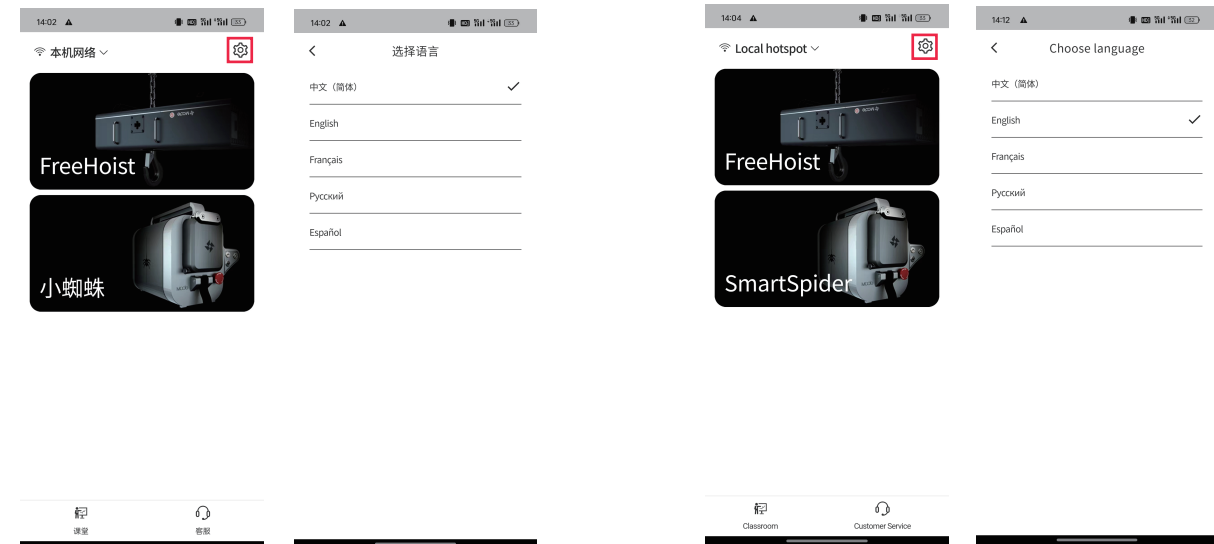 14:02
本机网络
FreeHoist
小蜘蛛
课堂
客服
14:02
选择语言
中文（简体）
English
Français
Русский
Español
14:04
Local hotspot
FreeHoist
SmartSpider
Classroom
Customer Service
14:12
Choose language
中文（简体）
English
Français
Русский
Español